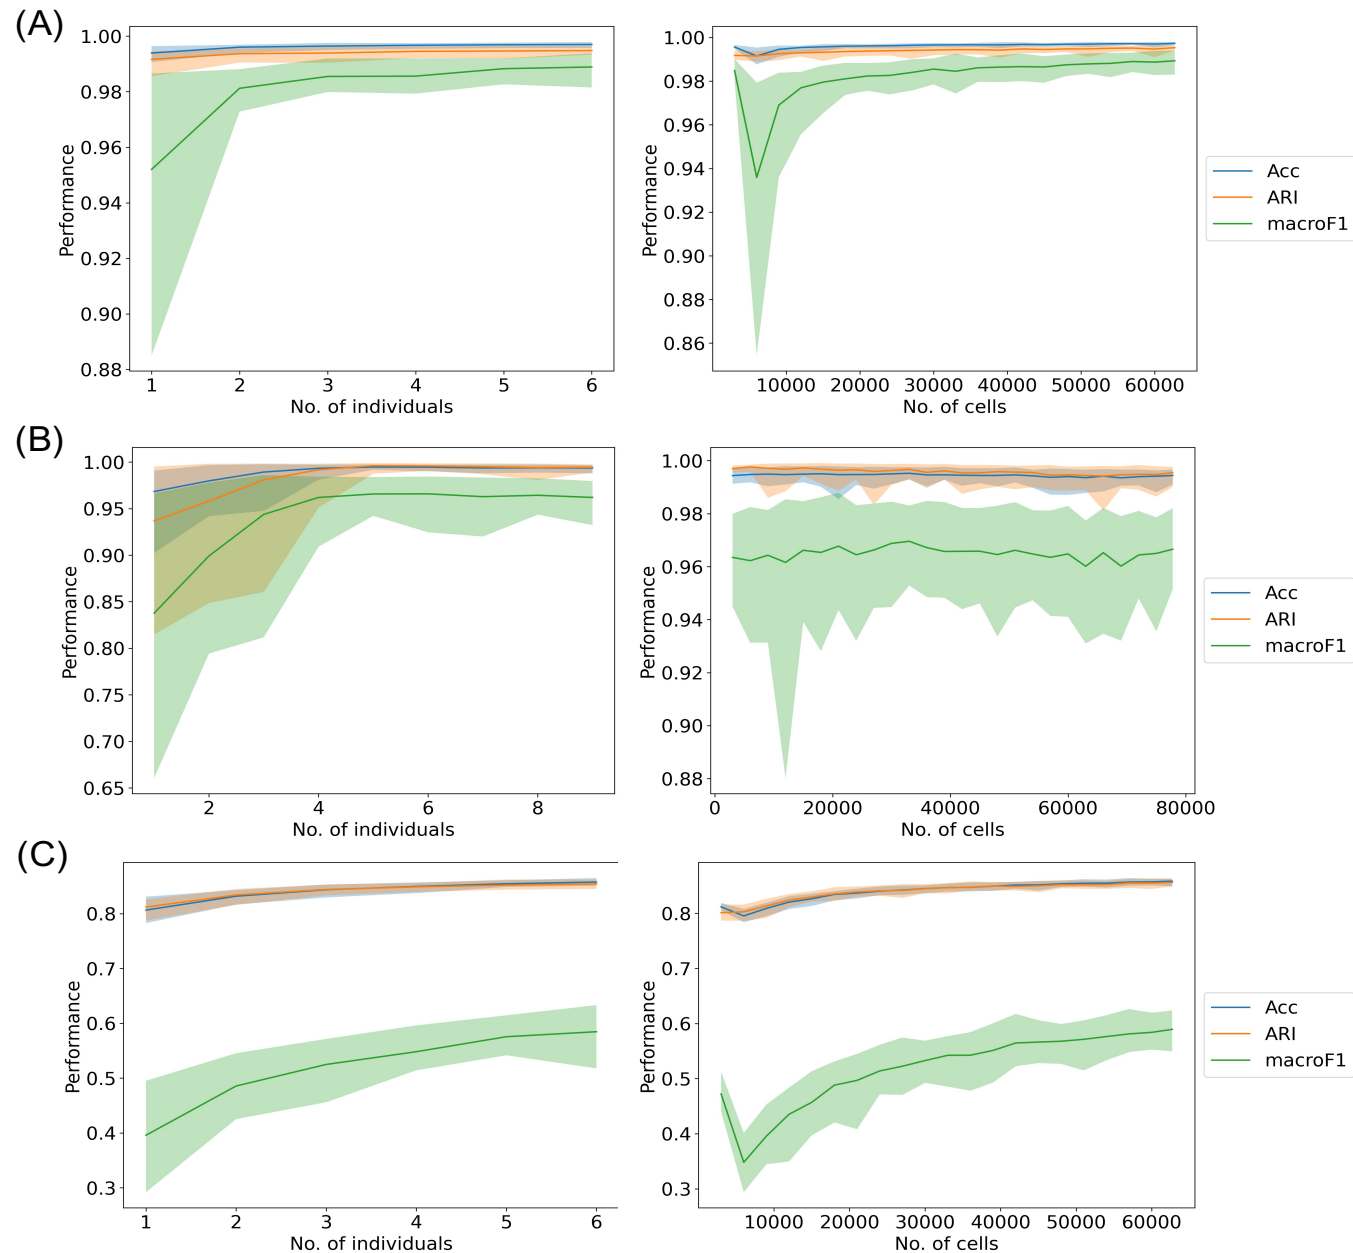 (A)
1.00
0.98
0.96
0.94
0.92
0.90
0.88
Performance
1 2 3 4 5 6
No. of individuals
1.00
0.98
0.96
0.94
0.92
0.90
0.88
0.86
Performance
10000 20000 30000 40000 50000 60000
No. of cells
Acc
ARI
macroF1
(B)
1.00
0.95
0.90
0.85
0.80
0.75
0.70
0.65
Performance
2 4 6 8
No. of individuals
1.00
0.98
0.96
0.94
0.92
0.90
0.88
Performance
0 20000 40000 60000 80000
No. of cells
Acc
ARI
macroF1
(C)
0.8
0.7
0.6
0.5
0.4
0.3
Performance
1 2 3 4 5 6
No. of individuals
0.8
0.7
0.6
0.5
0.4
0.3
Performance
10000 20000 30000 40000 50000 60000
No. of cells
Acc
ARI
macroF1